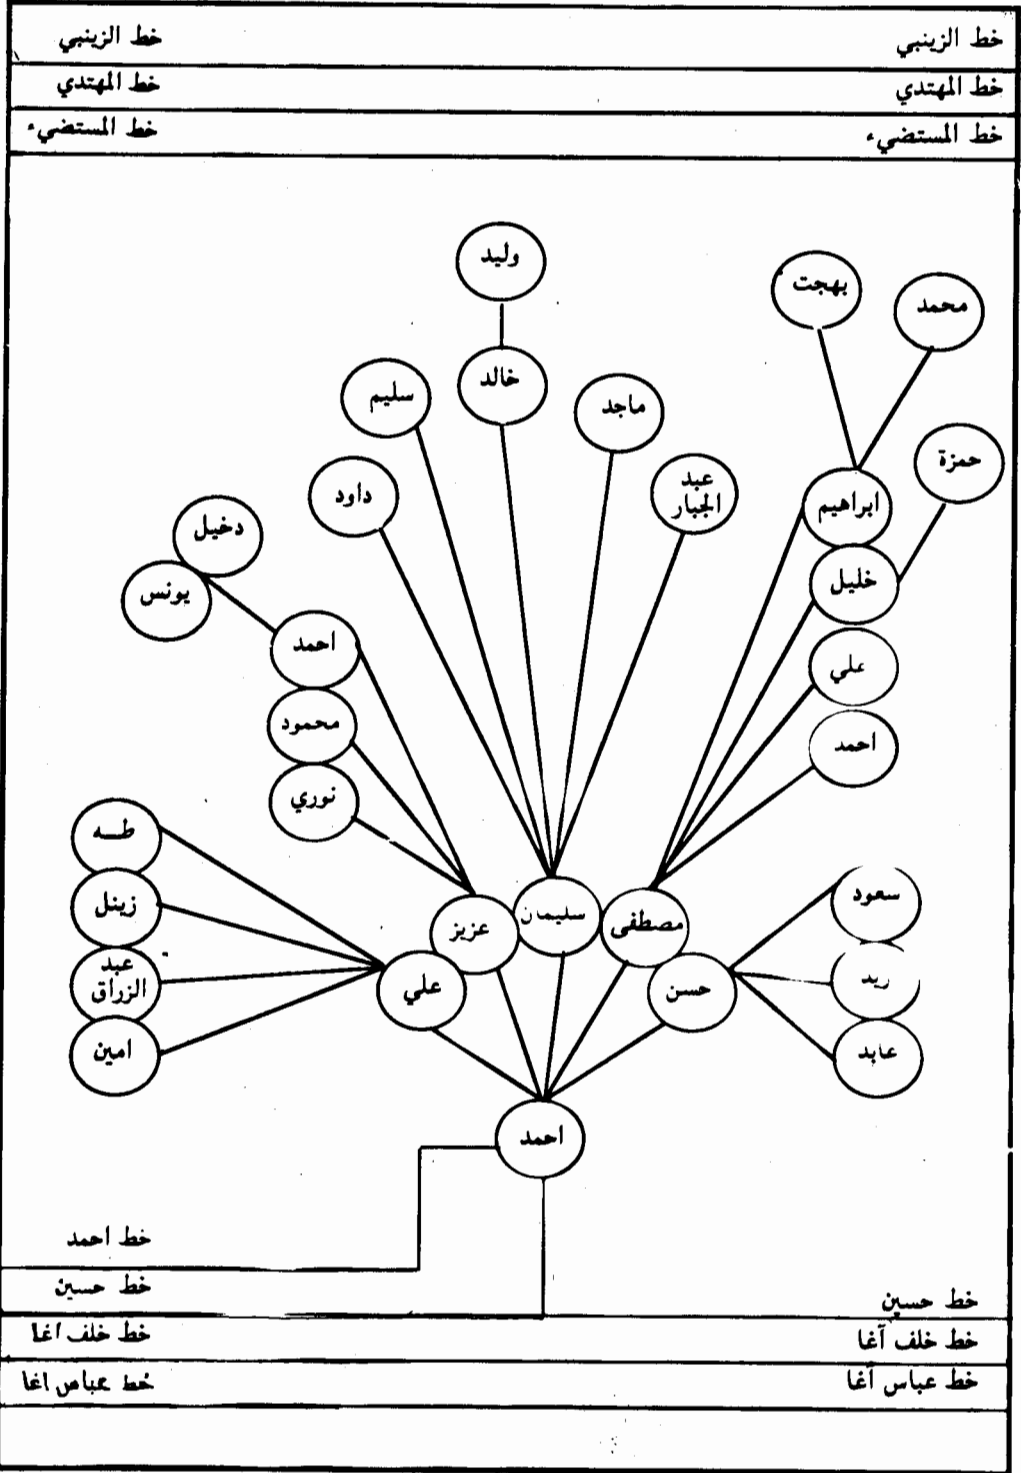 خط الزينبي خط الزينبي
خط المهتدي خط المهتدي
خط المستضيء خط المستضيء
وليد
بهجت
محمد
خالد
سليم
ماجد
حمزة
داود
عبد
الجبار
ابراهيم
دخيل
يونس
خليل
احمد
علي
محمود
احمد
نوري
طه
سعود
زينل
عزيز
سليمان
مصطفى
عبد
الزراق
علي
حسن
امين
عابد
احمد
خط احمد
خط حسين خط حسين
خط خلف آغا خط خلف اغا
خط عباس آغا خط عباس اغا